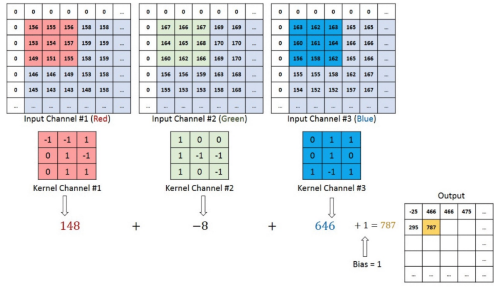 0 0 0 0 0 0 ...
0 156 155 156 158 158 ...
0 153 154 157 159 159 ...
0 149 151 155 158 159 ...
0 146 146 149 153 158 ...
0 145 143 143 148 158 ...
... ... ... ... ... ... ...
Input Channel #1 (Red)
0 0 0 0 0 0 ...
0 167 166 167 169 169 ...
0 164 165 168 170 170 ...
0 160 162 166 169 170 ...
0 156 156 159 163 168 ...
0 155 153 153 158 168 ...
... ... ... ... ... ... ...
Input Channel #2 (Green)
0 0 0 0 0 0 ...
0 163 162 163 165 165 ...
0 160 161 164 166 166 ...
0 156 158 162 165 166 ...
0 155 155 158 162 167 ...
0 154 152 152 157 167 ...
... ... ... ... ... ... ...
Input Channel #3 (Blue)
-1 -1 1
0 1 -1
0 1 1
Kernel Channel #1
1 0 0
1 -1 -1
1 0 -1
Kernel Channel #2
0 1 1
0 1 0
1 -1 1
Kernel Channel #3
148 + −8 + 646 + 1 = 787
Bias = 1
Output
-25 466 466 475 ...
295 787 ...
...
...
... ... ... ... ...